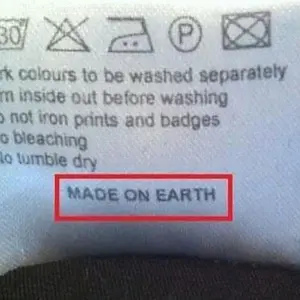 30
P
rk colours to be washed separately
rn inside out before washing
o not iron prints and badges
o bleaching
o tumble dry
MADE ON EARTH